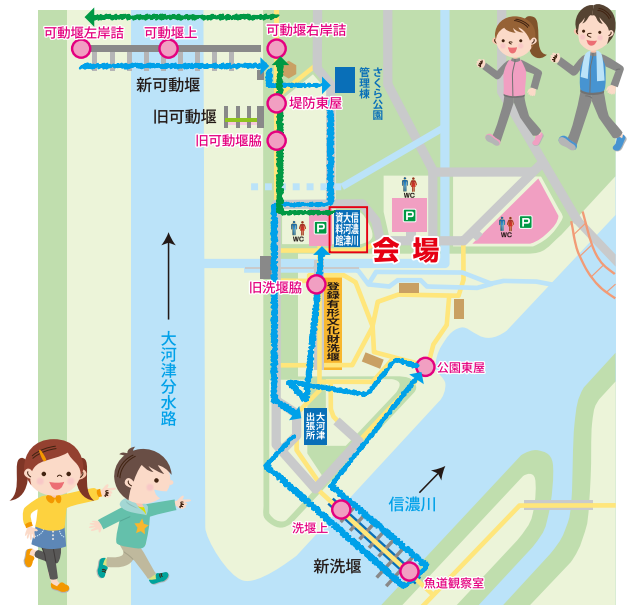 可動堰左岸詰
可動堰上
可動堰右岸詰
新可動堰
旧可動堰
堤防東屋
さくら公園
管理棟
旧可動堰脇
WC
P
信濃川
大河津
資料館
WC
P
WC
P
会場
旧洗堰脇
登録有形文化財洗堰
大河津分水路
公園東屋
大河津
出張所
信濃川
洗堰上
新洗堰
魚道観察室